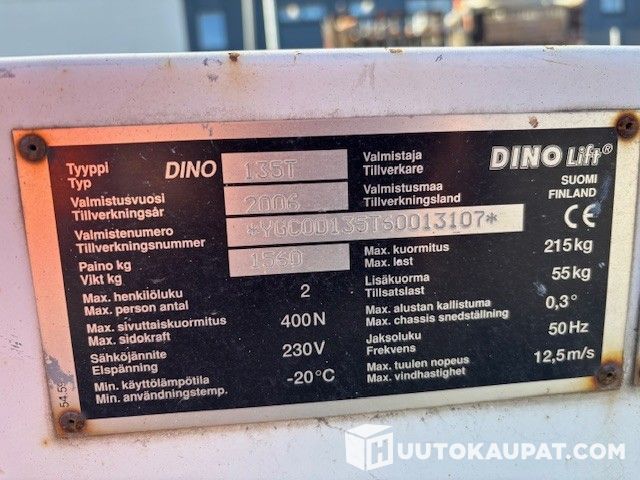 Tyyppi DINO 135T
Typ
Valmistusvuosi 2006
Tillverkningsår
Valmistenumero *YGC00135T60013107*
Tillverkningsnummer
Paino kg 1560
Vikt kg
Max. henkilöluku 2
Max. person antal
Max. sivuttaiskuormitus 400N
Max. sidokraft
Sähköjännite 230V
Elspänning
Min. käyttölämpötila -20°C
Min. användningstemp.
Valmistaja DINO Lift®
Tillverkare
SUOMI
FINLAND
Valmistusmaa
Tillverkningsland
CE
Max. kuormitus 215kg
Max. last
Lisäkuorma 55kg
Tillsatslast
Max. alustan kallistuma 0,3°
Max. chassis snedställning
Jaksoluku 50Hz
Frekvens
Max. tuulen nopeus 12,5m/s
Max. vindhastighet
HUUTOKAUPAT.COM